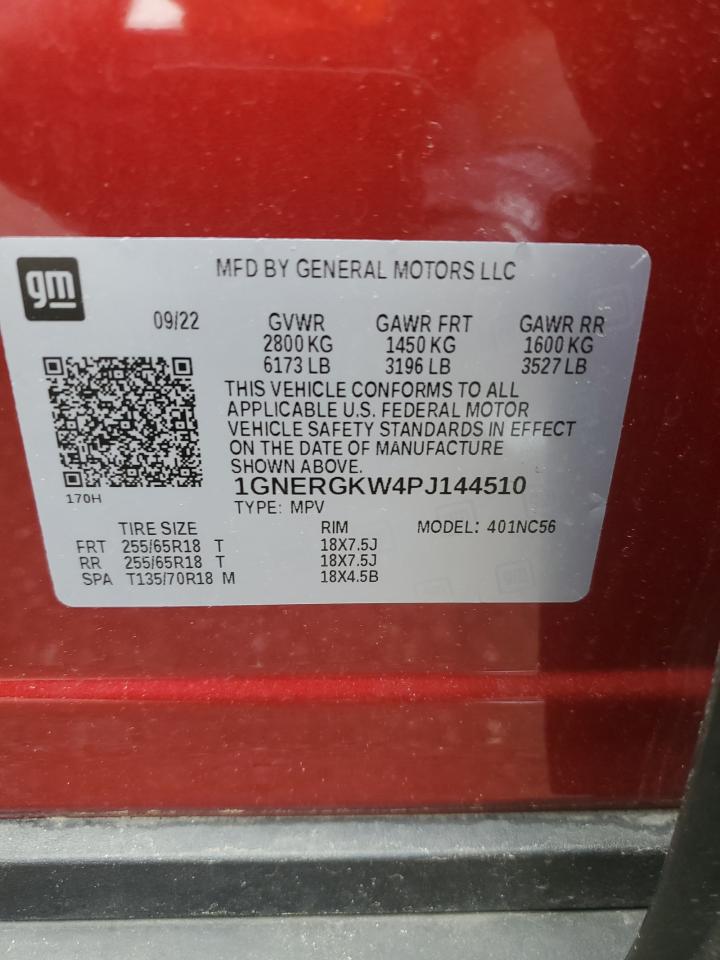 gm
MFD BY GENERAL MOTORS LLC
09/22 GVWR GAWR FRT GAWR RR
2800 KG 1450 KG 1600 KG
6173 LB 3196 LB 3527 LB
THIS VEHICLE CONFORMS TO ALL
APPLICABLE U.S. FEDERAL MOTOR
VEHICLE SAFETY STANDARDS IN EFFECT
ON THE DATE OF MANUFACTURE
SHOWN ABOVE.
170H
1GNERGKW4PJ144510
TYPE: MPV
TIRE SIZE RIM MODEL: 401NC56
FRT 255/65R18 T 18X7.5J
RR 255/65R18 T 18X7.5J
SPA T135/70R18 M 18X4.5B